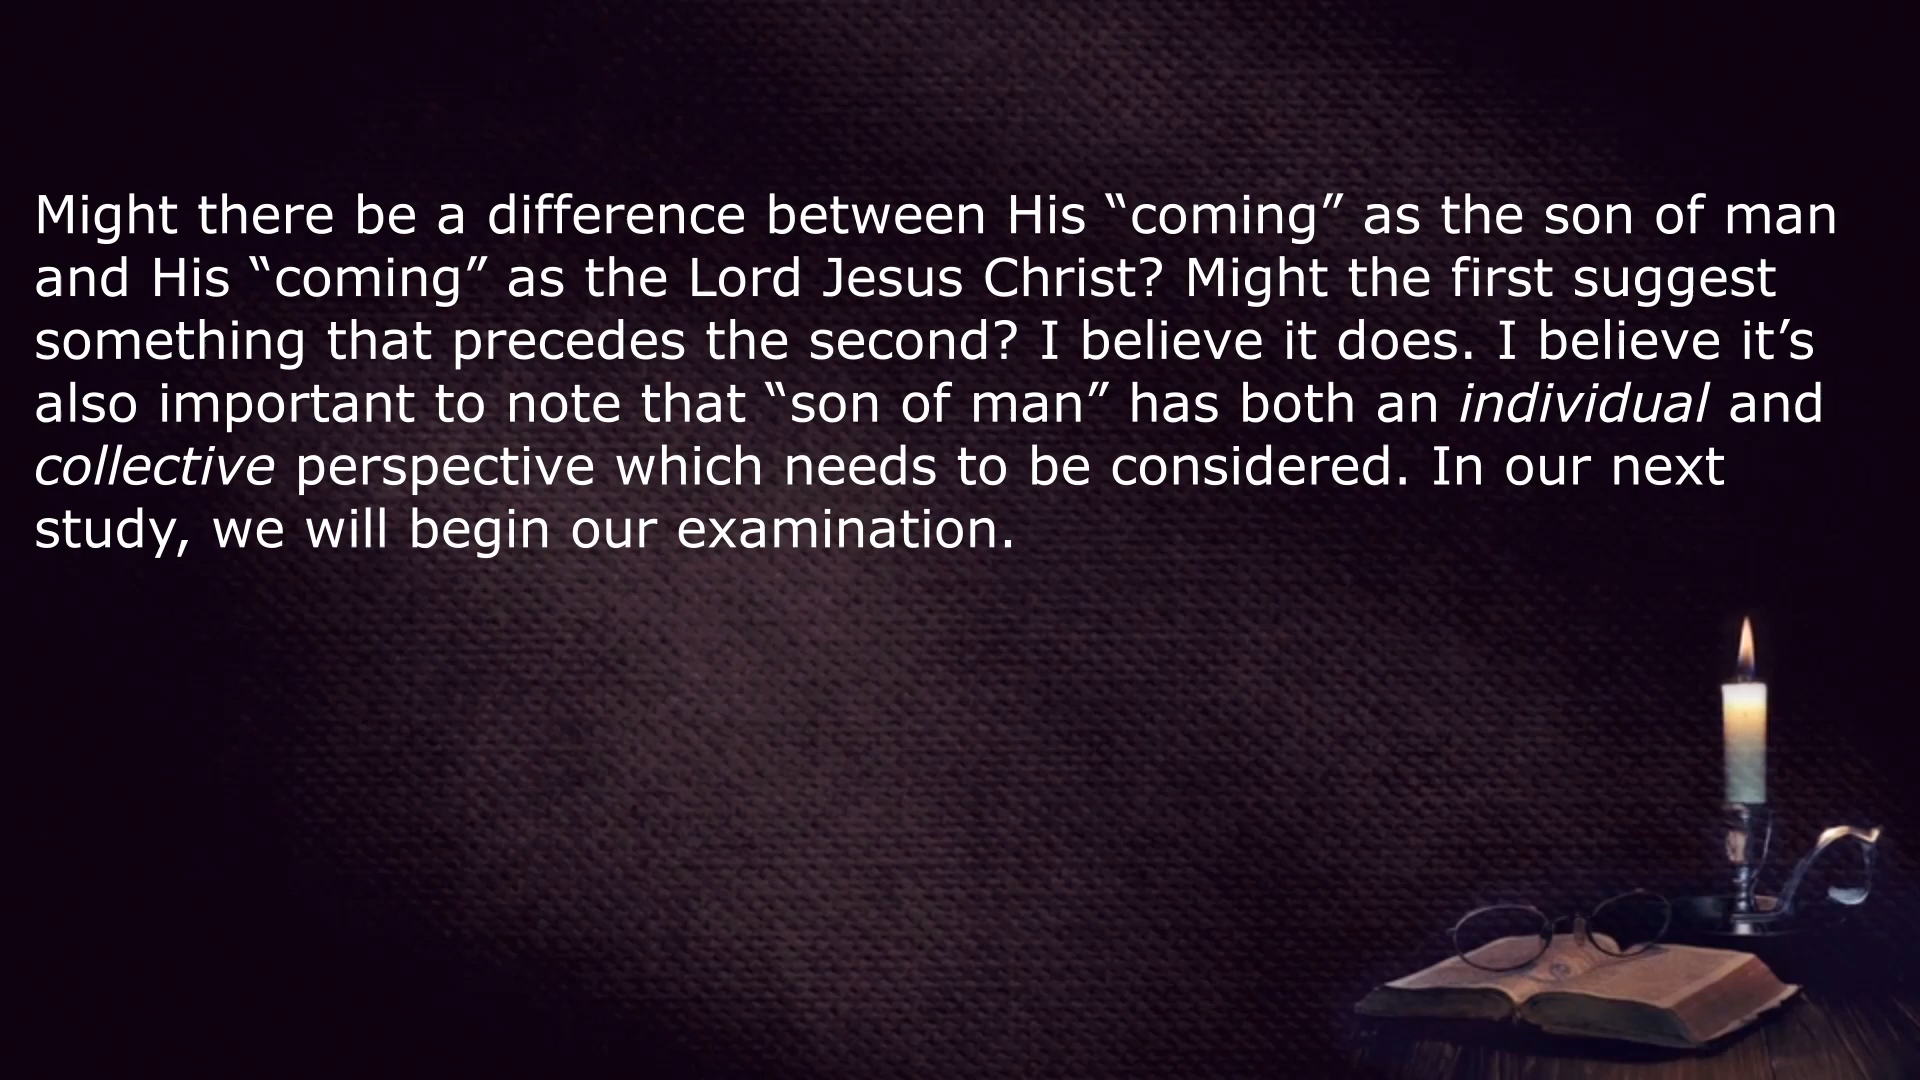 Might there be a difference between His “coming” as the son of man
and His “coming” as the Lord Jesus Christ? Might the first suggest
something that precedes the second? I believe it does. I believe it’s
also important to note that “son of man” has both an individual and
collective perspective which needs to be considered. In our next
study, we will begin our examination.